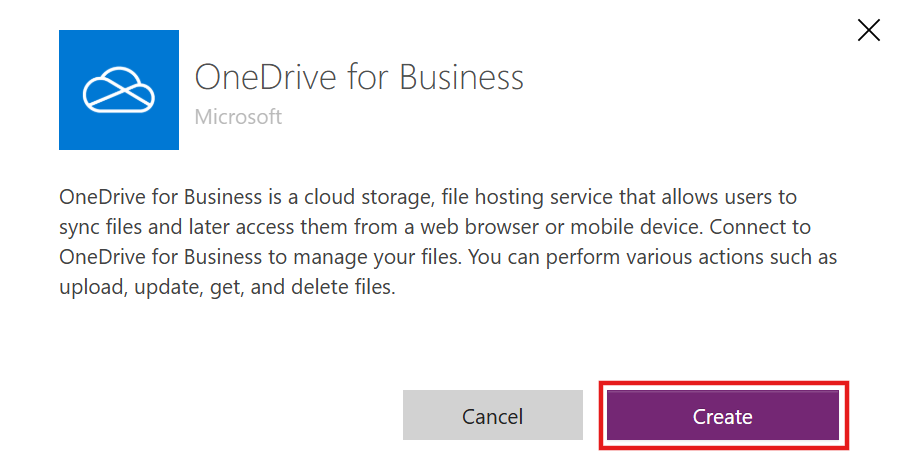 OneDrive for Business
Microsoft
OneDrive for Business is a cloud storage, file hosting service that allows users to
sync files and later access them from a web browser or mobile device. Connect to
OneDrive for Business to manage your files. You can perform various actions such as
upload, update, get, and delete files.
Cancel
Create